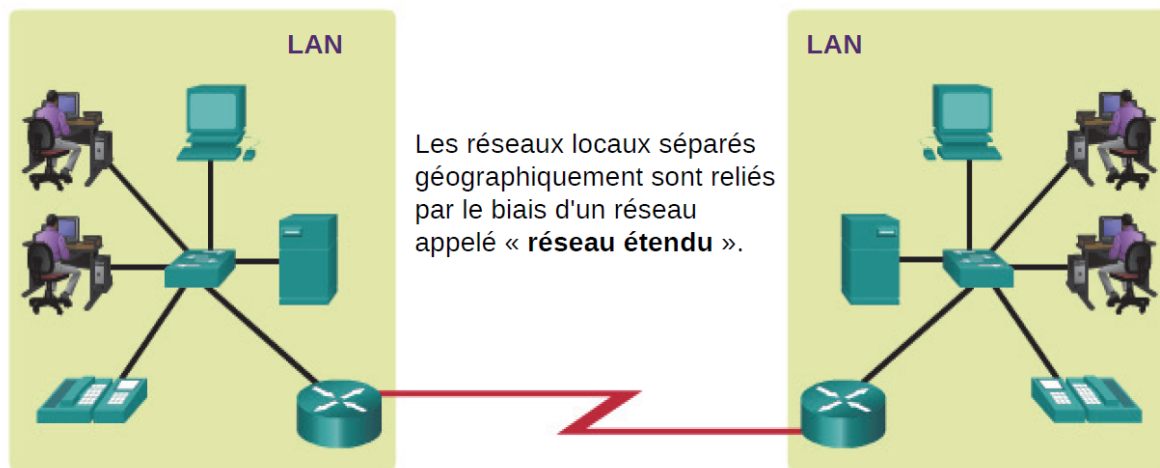 LAN
LAN
Les réseaux locaux séparés
géographiquement sont reliés
par le biais d'un réseau
appelé « réseau étendu ».